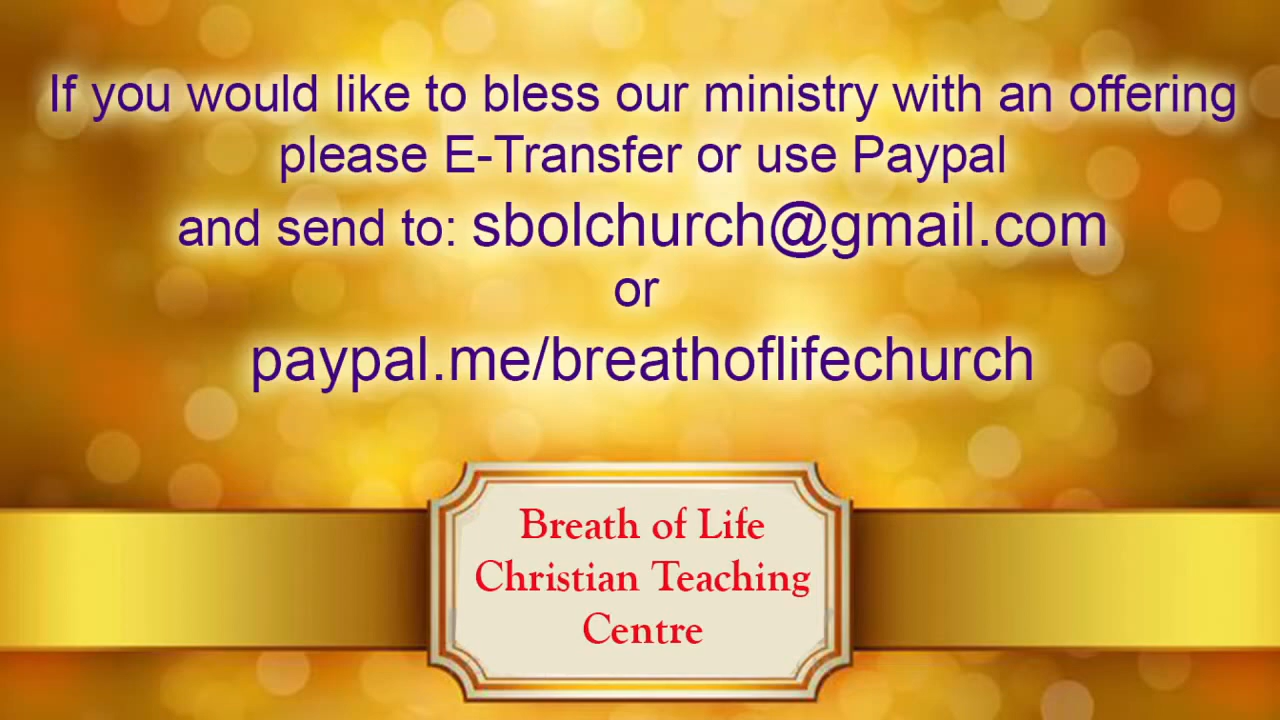 If you would like to bless our ministry with an offering
please E-Transfer or use Paypal
and send to: sbolchurch@gmail.com
or
paypal.me/breathoflifechurch
Breath of Life
Christian Teaching
Centre